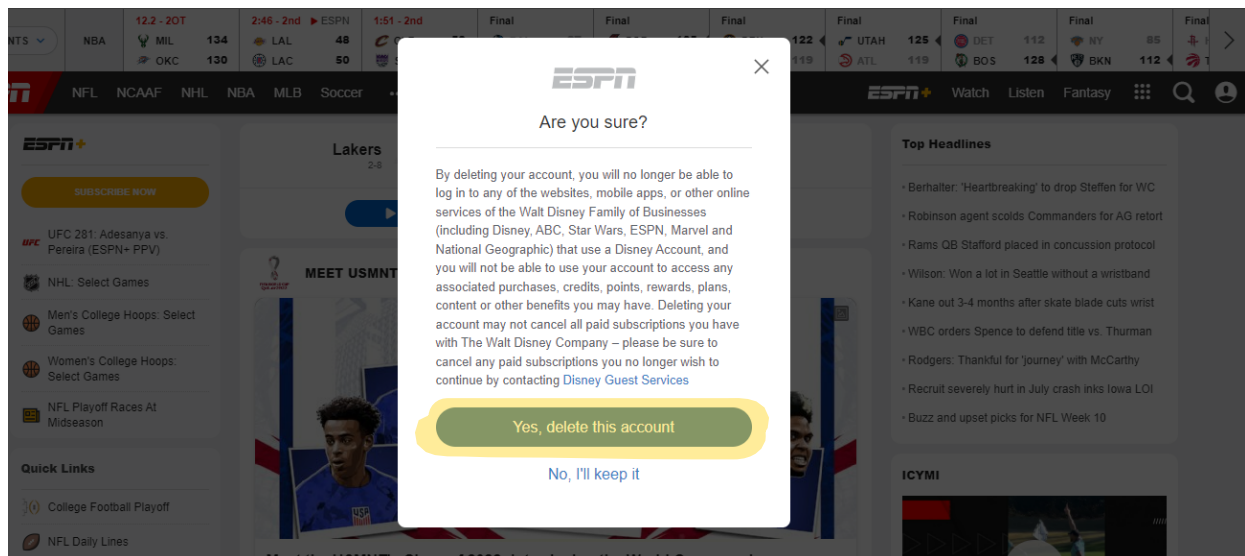 12.2 - 2OT
MIL 134
OKC 130
2:46 - 2nd ESPN
LAL 48
LAC 50
1:51 - 2nd
Final
Final
Final
122
119
Final
UTAH 125
ATL 119
Final
DET 112
BOS 128
Final
NY 85
BKN 112
Final
NTS
NBA
NFL NCAAF NHL NBA MLB Soccer
ESPN+ Watch Listen Fantasy
ESPN+
SUBSCRIBE NOW
UFC 281: Adesanya vs.
Pereira (ESPN+ PPV)
NHL: Select Games
Men's College Hoops: Select
Games
Women's College Hoops:
Select Games
NFL Playoff Races At
Midseason
Quick Links
College Football Playoff
NFL Daily Lines
Lakers
2-8
MEET USMNT
USA
ESPN
Are you sure?
By deleting your account, you will no longer be able to
log in to any of the websites, mobile apps, or other online
services of the Walt Disney Family of Businesses
(including Disney, ABC, Star Wars, ESPN, Marvel and
National Geographic) that use a Disney Account, and
you will not be able to use your account to access any
associated purchases, credits, points, rewards, plans,
content or other benefits you may have. Deleting your
account may not cancel all paid subscriptions you have
with The Walt Disney Company – please be sure to
cancel any paid subscriptions you no longer wish to
continue by contacting Disney Guest Services
Yes, delete this account
No, I'll keep it
Top Headlines
Berhalter: 'Heartbreaking' to drop Steffen for WC
Robinson agent scolds Commanders for AG retort
Rams QB Stafford placed in concussion protocol
Wilson: Won a lot in Seattle without a wristband
Kane out 3-4 months after skate blade cuts wrist
WBC orders Spence to defend title vs. Thurman
Rodgers: Thankful for 'journey' with McCarthy
Recruit severely hurt in July crash inks Iowa LOI
Buzz and upset picks for NFL Week 10
ICYMI